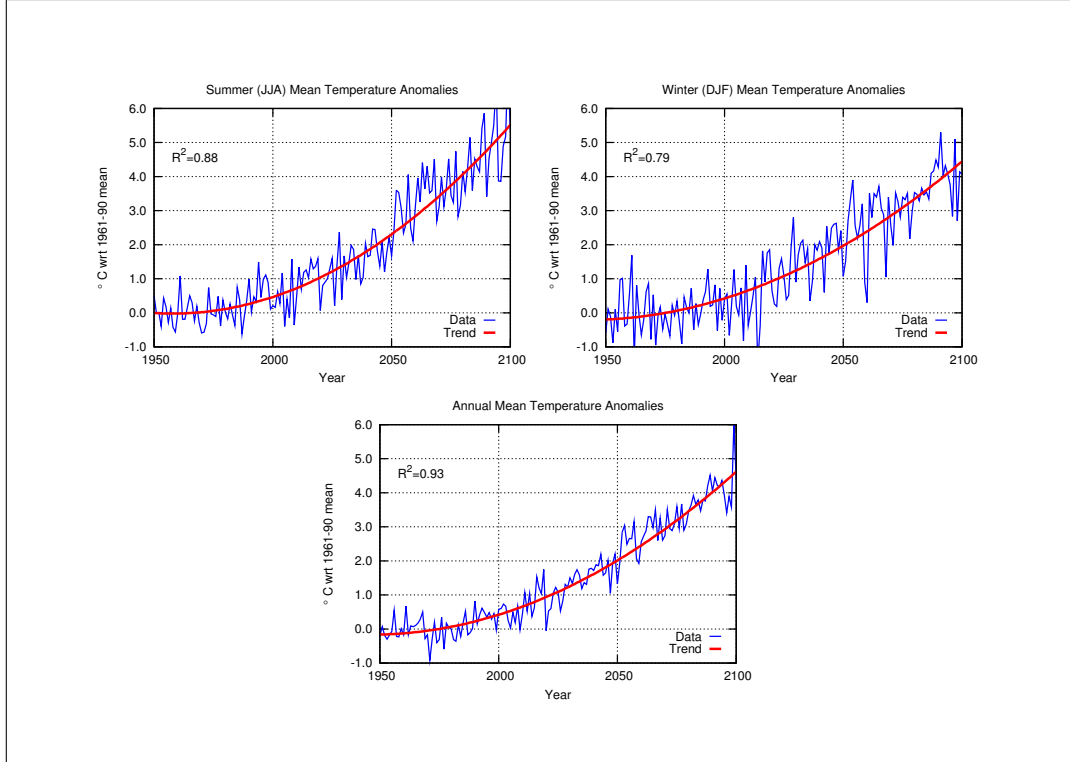 Summer (JJA) Mean Temperature Anomalies
° C wrt 1961-90 mean
6.0
5.0
4.0
3.0
2.0
1.0
0.0
-1.0
R²=0.88
Data
Trend
1950 2000 2050 2100
Year
Winter (DJF) Mean Temperature Anomalies
° C wrt 1961-90 mean
6.0
5.0
4.0
3.0
2.0
1.0
0.0
-1.0
R²=0.79
Data
Trend
1950 2000 2050 2100
Year
Annual Mean Temperature Anomalies
° C wrt 1961-90 mean
6.0
5.0
4.0
3.0
2.0
1.0
0.0
-1.0
R²=0.93
Data
Trend
1950 2000 2050 2100
Year